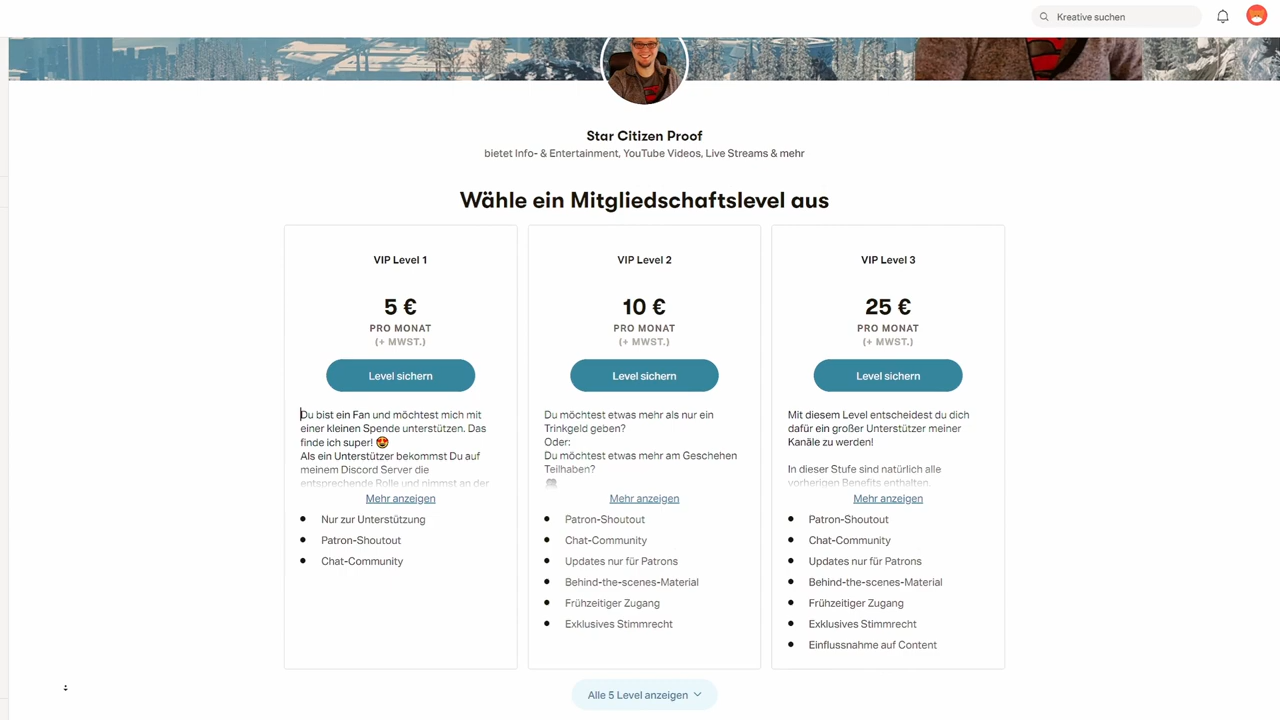 Kreative suchen
Star Citizen Proof
bietet Info- & Entertainment, YouTube Videos, Live Streams & mehr
Wähle ein Mitgliedschaftslevel aus
VIP Level 1
5 €
PRO MONAT
(+ MWST.)
Level sichern
Du bist ein Fan und möchtest mich mit
einer kleinen Spende unterstützen. Das
finde ich super! 😍
Als ein Unterstützer bekommst Du auf
meinem Discord Server die
entsprechende Rolle und nimmst an der
Mehr anzeigen
Nur zur Unterstützung
Patron-Shoutout
Chat-Community
VIP Level 2
10 €
PRO MONAT
(+ MWST.)
Level sichern
Du möchtest etwas mehr als nur ein
Trinkgeld geben?
Oder:
Du möchtest etwas mehr am Geschehen
Teilhaben?
Mehr anzeigen
Patron-Shoutout
Chat-Community
Updates nur für Patrons
Behind-the-scenes-Material
Frühzeitiger Zugang
Exklusives Stimmrecht
VIP Level 3
25 €
PRO MONAT
(+ MWST.)
Level sichern
Mit diesem Level entscheidest du dich
dafür ein großer Unterstützer meiner
Kanäle zu werden!
In dieser Stufe sind natürlich alle
vorherigen Benefits enthalten.
Mehr anzeigen
Patron-Shoutout
Chat-Community
Updates nur für Patrons
Behind-the-scenes-Material
Frühzeitiger Zugang
Exklusives Stimmrecht
Einflussnahme auf Content
Alle 5 Level anzeigen